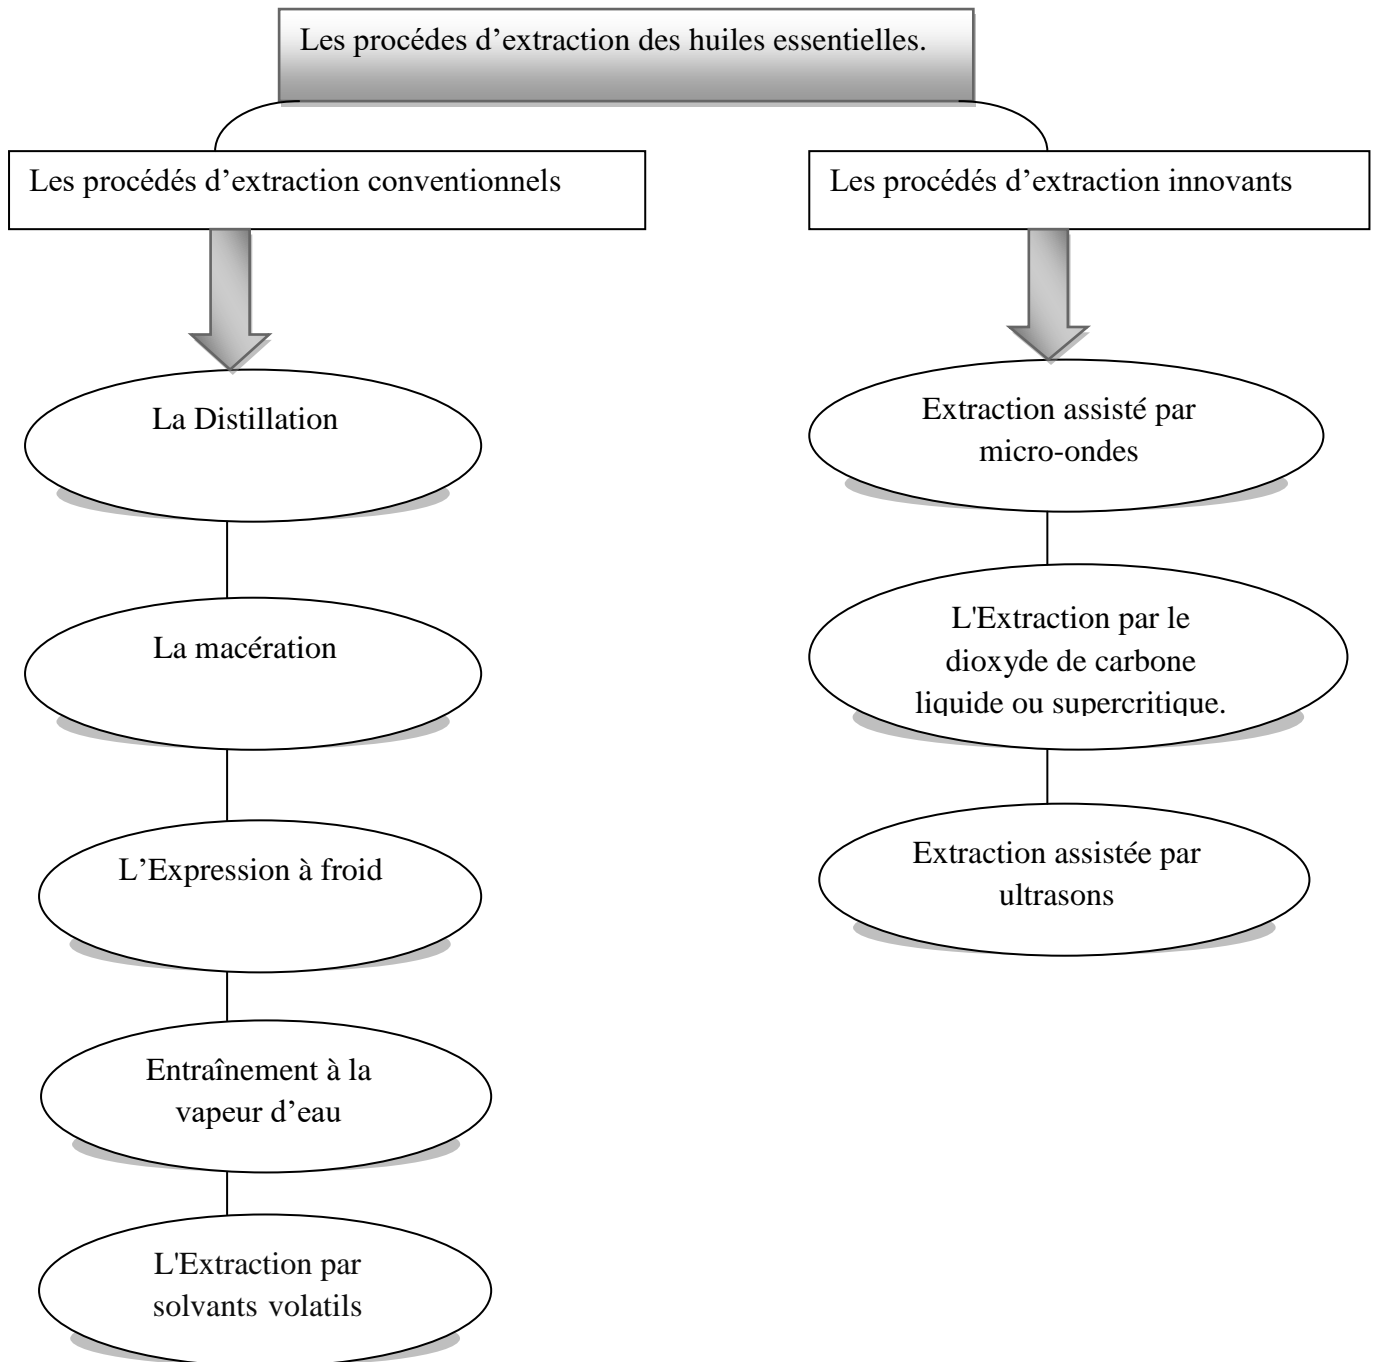 Les procédes d’extraction des huiles essentielles.
Les procédés d’extraction conventionnels
Les procédés d’extraction innovants
La Distillation
La macération
L’Expression à froid
Entraînement à la
vapeur d’eau
L'Extraction par
solvants volatils
Extraction assisté par
micro-ondes
L'Extraction par le
dioxyde de carbone
liquide ou supercritique.
Extraction assistée par
ultrasons